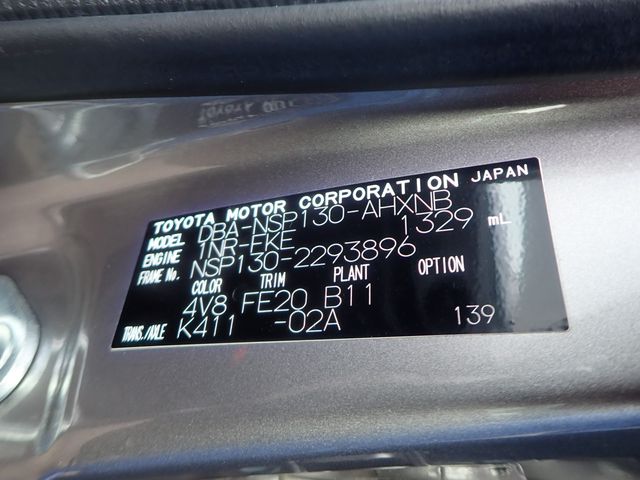 TOYOTA MOTOR CORPORATION JAPAN
MODEL DBA-NSP130-AHXNB
ENGINE 1NR-FKE 1329 mL
FRAME No. NSP130-2293896
COLOR TRIM PLANT OPTION
4V8 FE20 B11
TRANS./AXLE K411 -02A 139